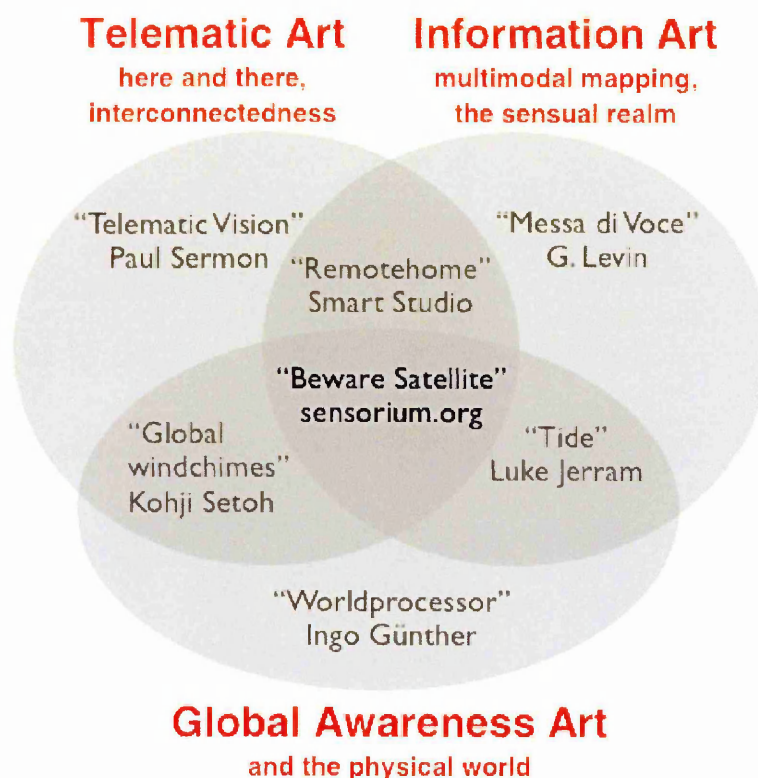 Telematic Art
here and there,
interconnectedness
Information Art
multimodal mapping,
the sensual realm
“Telematic Vision”
Paul Sermon
“Messa di Voce”
G. Levin
“Remotehome”
Smart Studio
“Beware Satellite”
sensorium.org
“Global
windchimes”
Kohji Setoh
“Tide”
Luke Jerram
“Worldprocessor”
Ingo Günther
Global Awareness Art
and the physical world